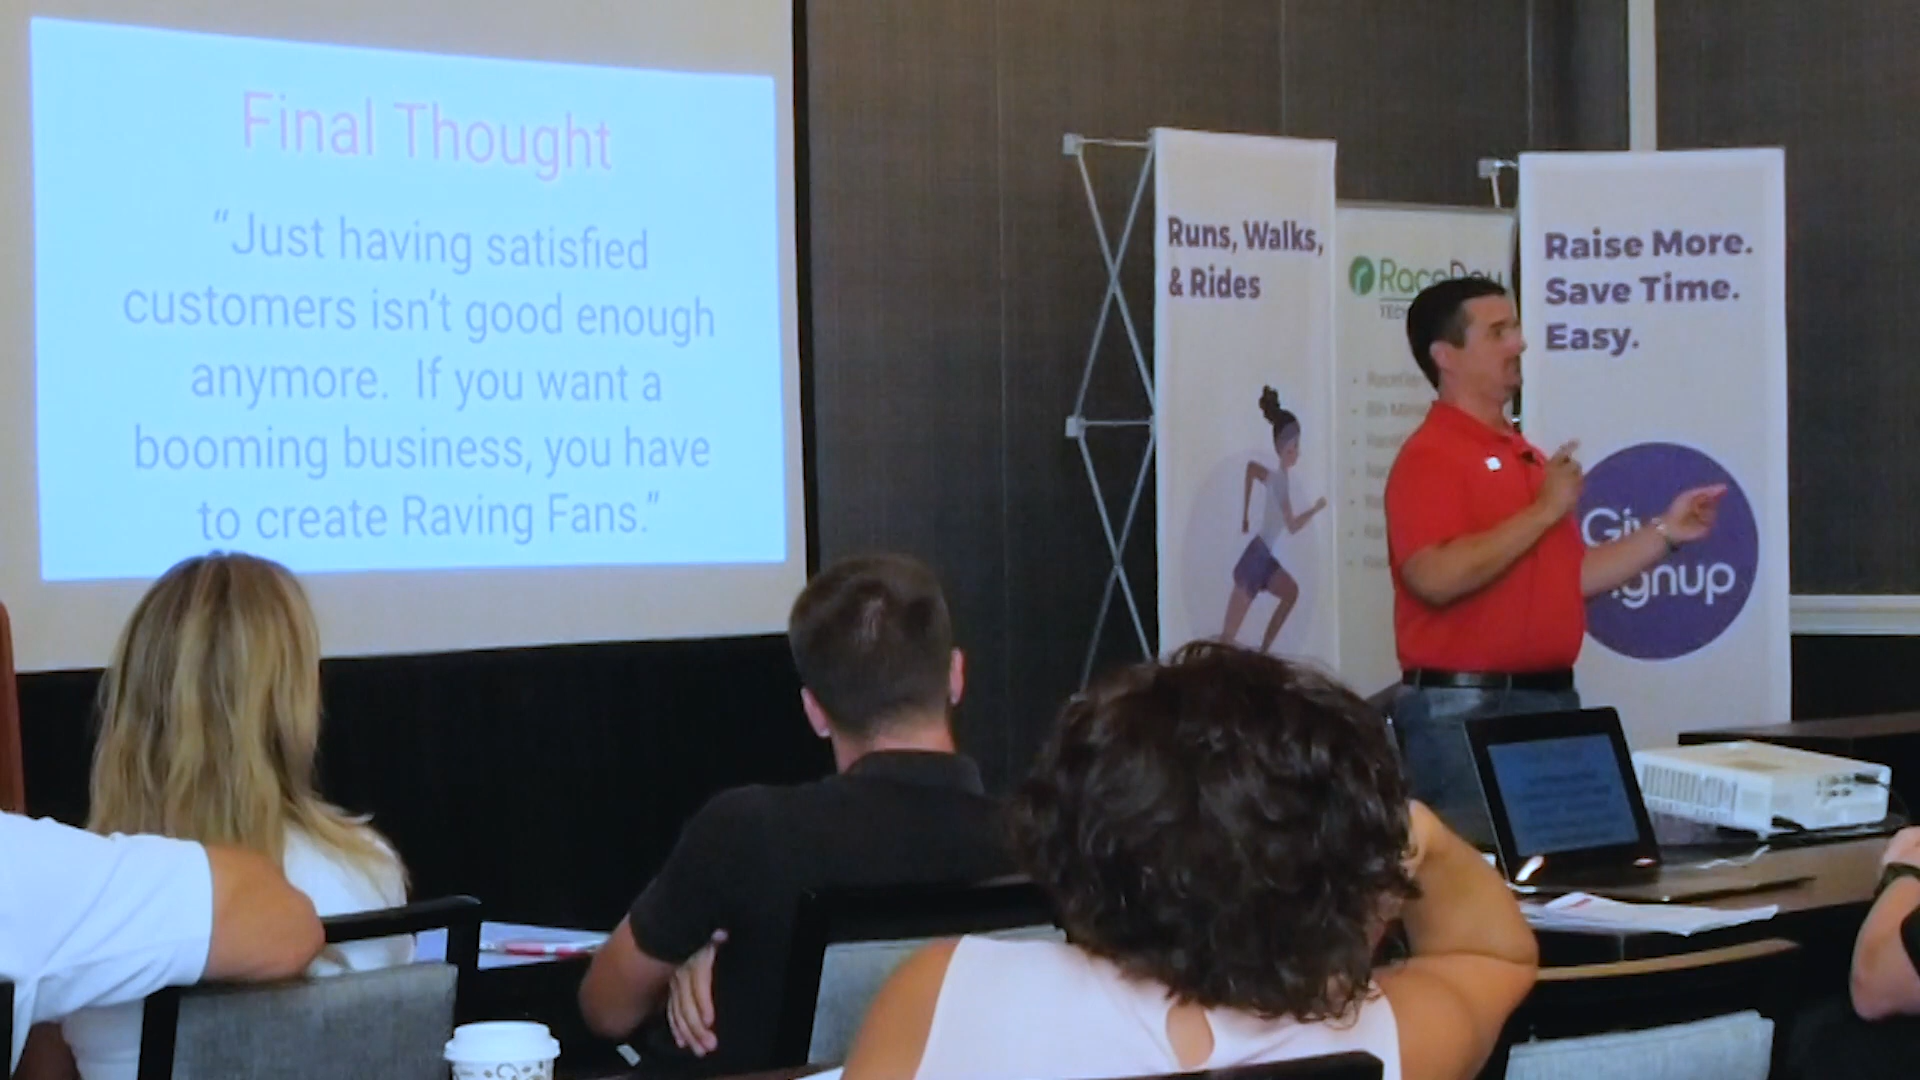 Final Thought
“Just having satisfied
customers isn’t good enough
anymore. If you want a
booming business, you have
to create Raving Fans.”
Runs, Walks,
& Rides
RaceDay
Raise More.
Save Time.
Easy.